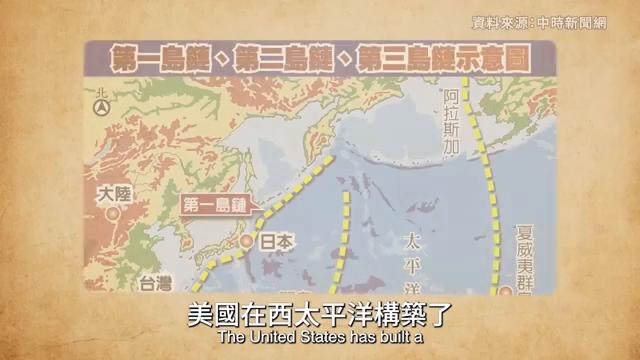 資料來源：中時新聞網
第一島鏈、第二島鏈、第三島鏈示意圖
北
阿拉斯加
大陸
第一島鏈
日本
太平洋
夏威夷群
台灣
美國在西太平洋構築了
The United States has built a